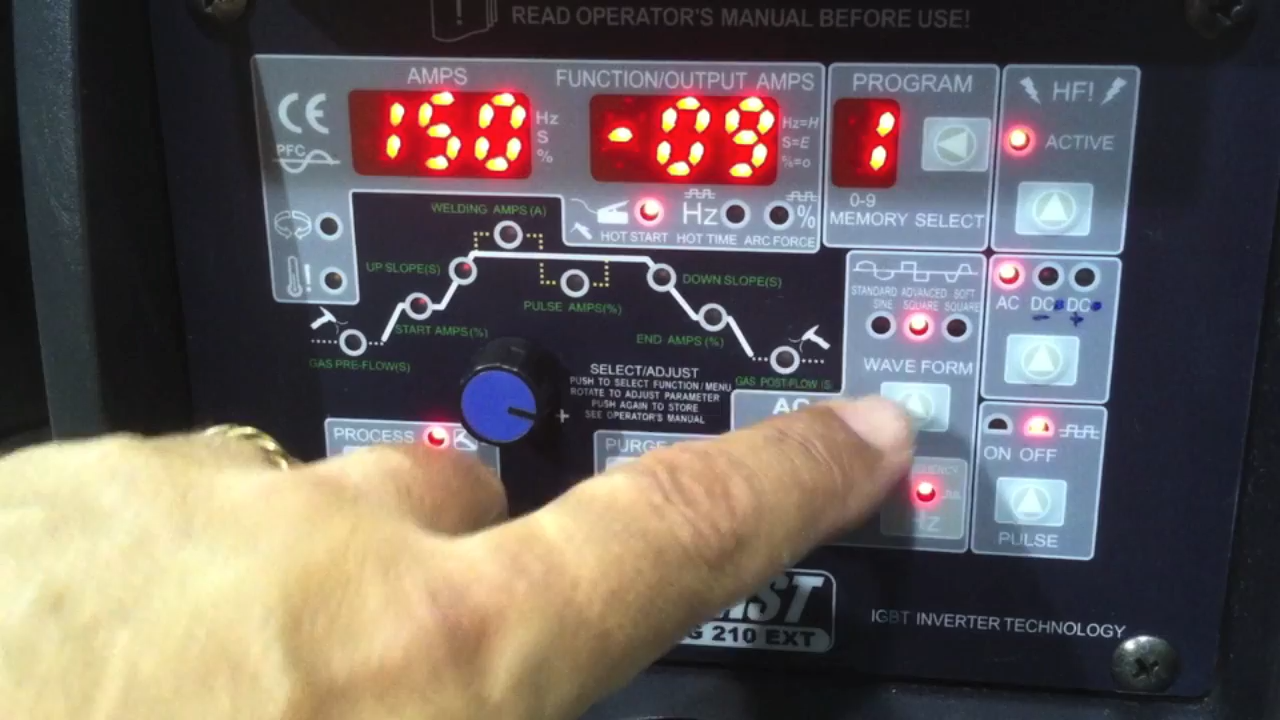 READ OPERATOR'S MANUAL BEFORE USE!
AMPS
FUNCTION/OUTPUT AMPS
PROGRAM
HF!
CE
PFC
150
Hz
S
%
-09
Hz=H
S=E
%=o
1
ACTIVE
0-9
MEMORY SELECT
Hz
%
HOT START
HOT TIME
ARC FORCE
WELDING AMPS (A)
UP SLOPE(S)
START AMPS (%)
GAS PRE-FLOW(S)
PULSE AMPS(%)
DOWN SLOPE(S)
END AMPS (%)
GAS POST-FLOW (S)
STANDARD SINE
ADVANCED SQUARE
SOFT SQUARE
WAVE FORM
AC
DC
DC
-
+
SELECT/ADJUST
PUSH TO SELECT FUNCTION/MENU
ROTATE TO ADJUST PARAMETER
PUSH AGAIN TO STORE
SEE OPERATOR'S MANUAL
+
PROCESS
PURGE
AC
Hz
ON OFF
PULSE
210 EXT
IGBT INVERTER TECHNOLOGY